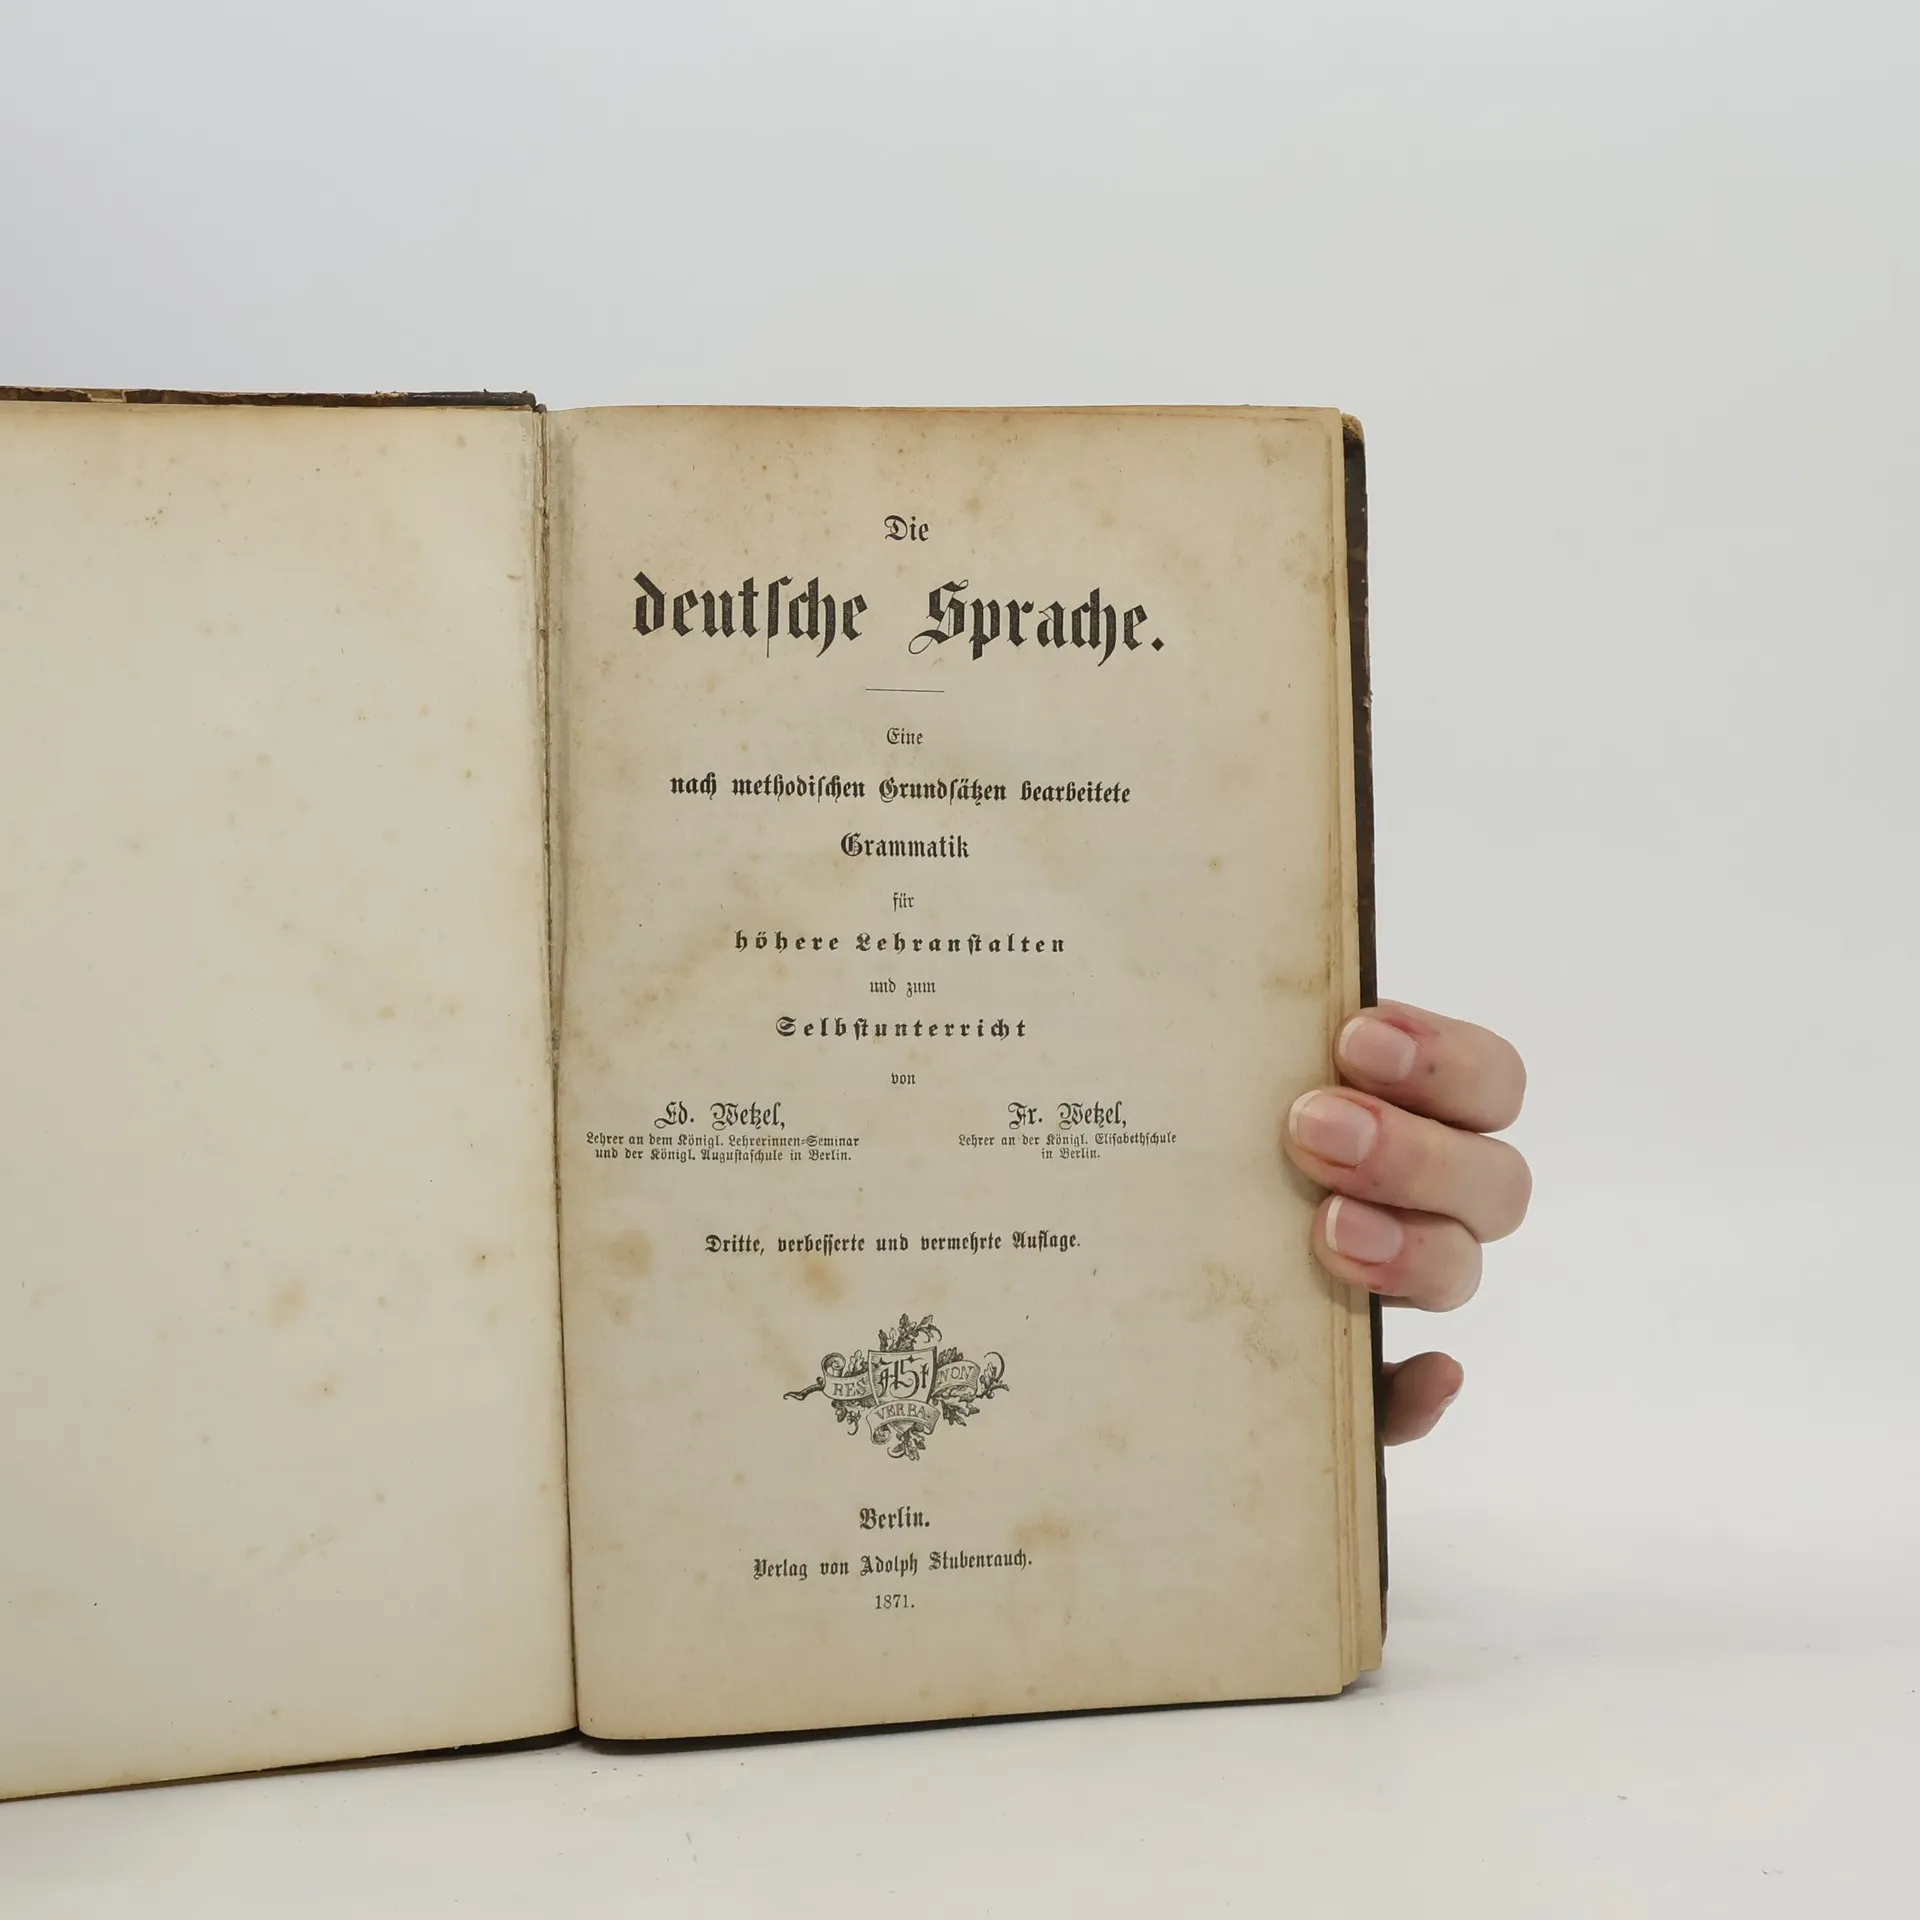 Die
deutsche Sprache.
Eine
nach methodischen Grundsätzen bearbeitete
Grammatik
für
höhere Lehranstalten
und zum
Selbstunterricht
von
Ed. Wetzel,
Lehrer an dem Königl. Lehrerinnen-Seminar
und der Königl. Augustaschule in Berlin.
Fr. Wetzel,
Lehrer an der Königl. Elisabethschule
in Berlin.
Dritte, verbesserte und vermehrte Auflage.
RES ASt NON
VERBA.
Berlin.
Verlag von Adolph Stubenrauch.
1871.